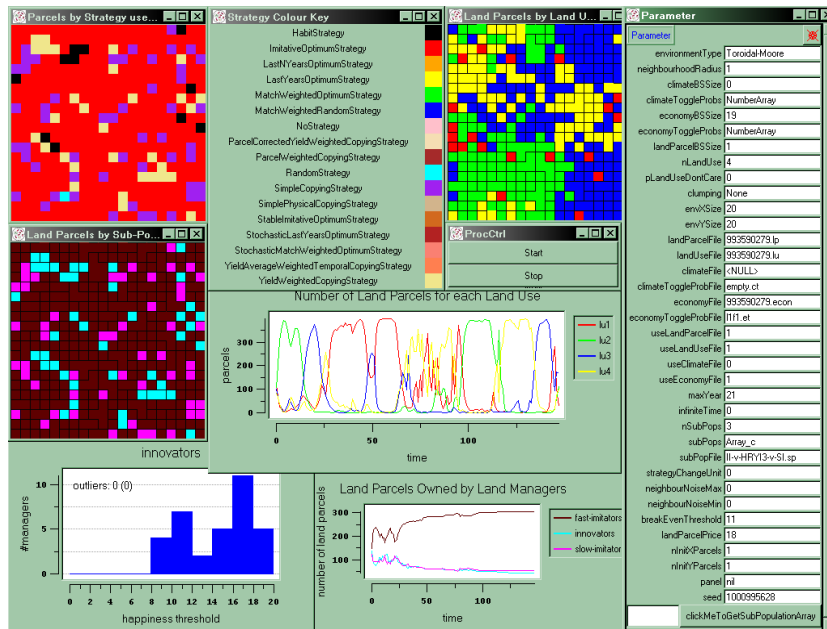 Parcels by Strategy use...
Strategy Colour Key
HabitStrategy
ImitativeOptimumStrategy
LastNYearsOptimumStrategy
LastYearsOptimumStrategy
MatchWeightedOptimumStrategy
MatchWeightedRandomStrategy
NoStrategy
ParcelCorrectedYieldWeightedCopyingStrategy
ParcelWeightedCopyingStrategy
RandomStrategy
SimpleCopyingStrategy
SimplePhysicalCopyingStrategy
StableImitativeOptimumStrategy
StochasticLastYearsOptimumStrategy
StochasticMatchWeightedOptimumStrategy
YieldAverageWeightedTemporalCopyingStrategy
YieldWeightedCopyingStrategy
Land Parcels by Land U...
Land Parcels by Sub-Po...
ProcCtrl
Start
Stop
Number of Land Parcels for each Land Use
parcels
300
200
100
0
0
50
100
time
lu1
lu2
lu3
lu4
innovators
outliers: 0 (0)
#managers
10
5
0
0 2 4 6 8 10 12 14 16 18 20
happiness threshold
Land Parcels Owned by Land Managers
number of land parcels
300
200
100
0
50
100
time
fast-imitators
innovators
slow-imitator
Parameter
Parameter
environmentType Toroidal-Moore
neighbourhoodRadius 1
climateBSSize 0
climateToggleProbs NumberArray
economyBSSize 19
economyToggleProbs NumberArray
landParcelBSSize 1
nLandUse 4
pLandUseDontCare 0
clumping None
envXSize 20
envYSize 20
landParcelFile 993590279.lp
landUseFile 993590279.lu
climateFile <NULL>
climateToggleProbFile empty.ct
economyFile 993590279.econ
economyToggleProbFile f1f1.et
useLandParcelFile 1
useLandUseFile 1
useClimateFile 0
useEconomyFile 1
maxYear 21
infiniteTime 0
nSubPops 3
subPops Array_c
subPopFile II-v-HRYI3-v-SI.sp
strategyChangeUnit 0
neighbourNoiseMax 0
neighbourNoiseMin 0
breakEvenThreshold 11
landParcelPrice 18
nInitXParcels 1
nInitYParcels 1
panel nil
seed 1000995628
clickMeToGetSubPopulationArray